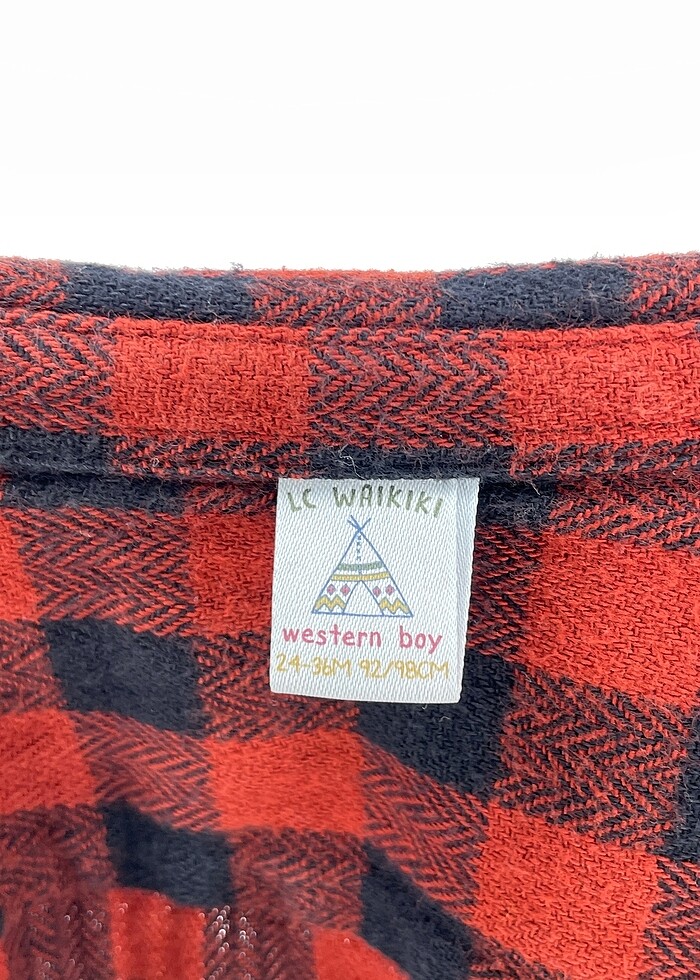 LC WAIKIKI
western boy
24-36M 92/98CM